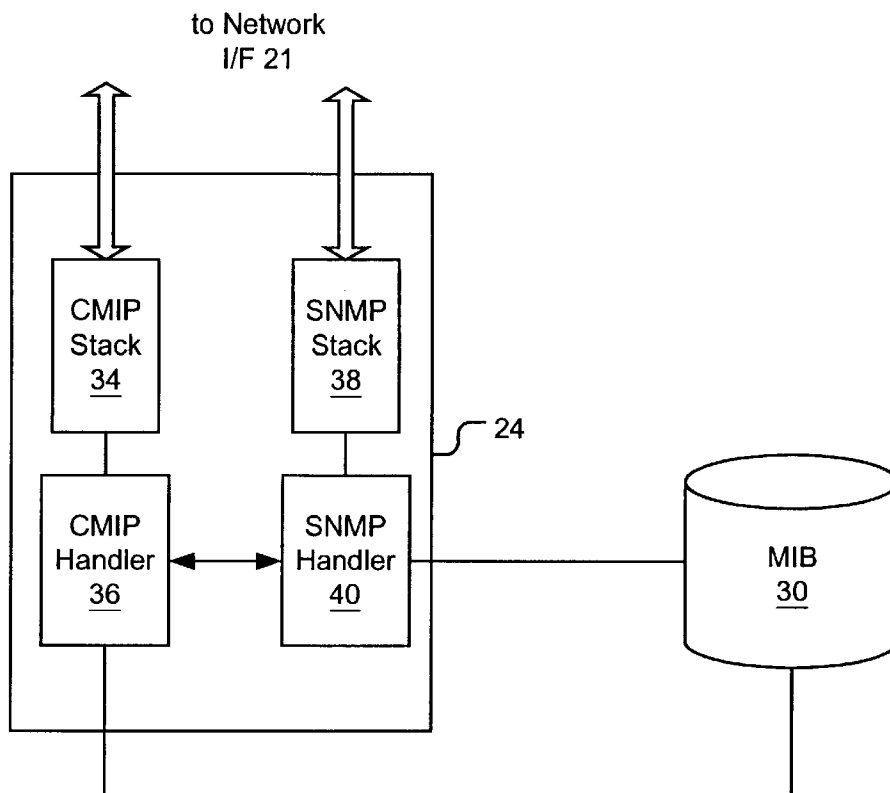 to Network
I/F 21
CMIP
Stack
34
SNMP
Stack
38
24
CMIP
Handler
36
SNMP
Handler
40
MIB
30